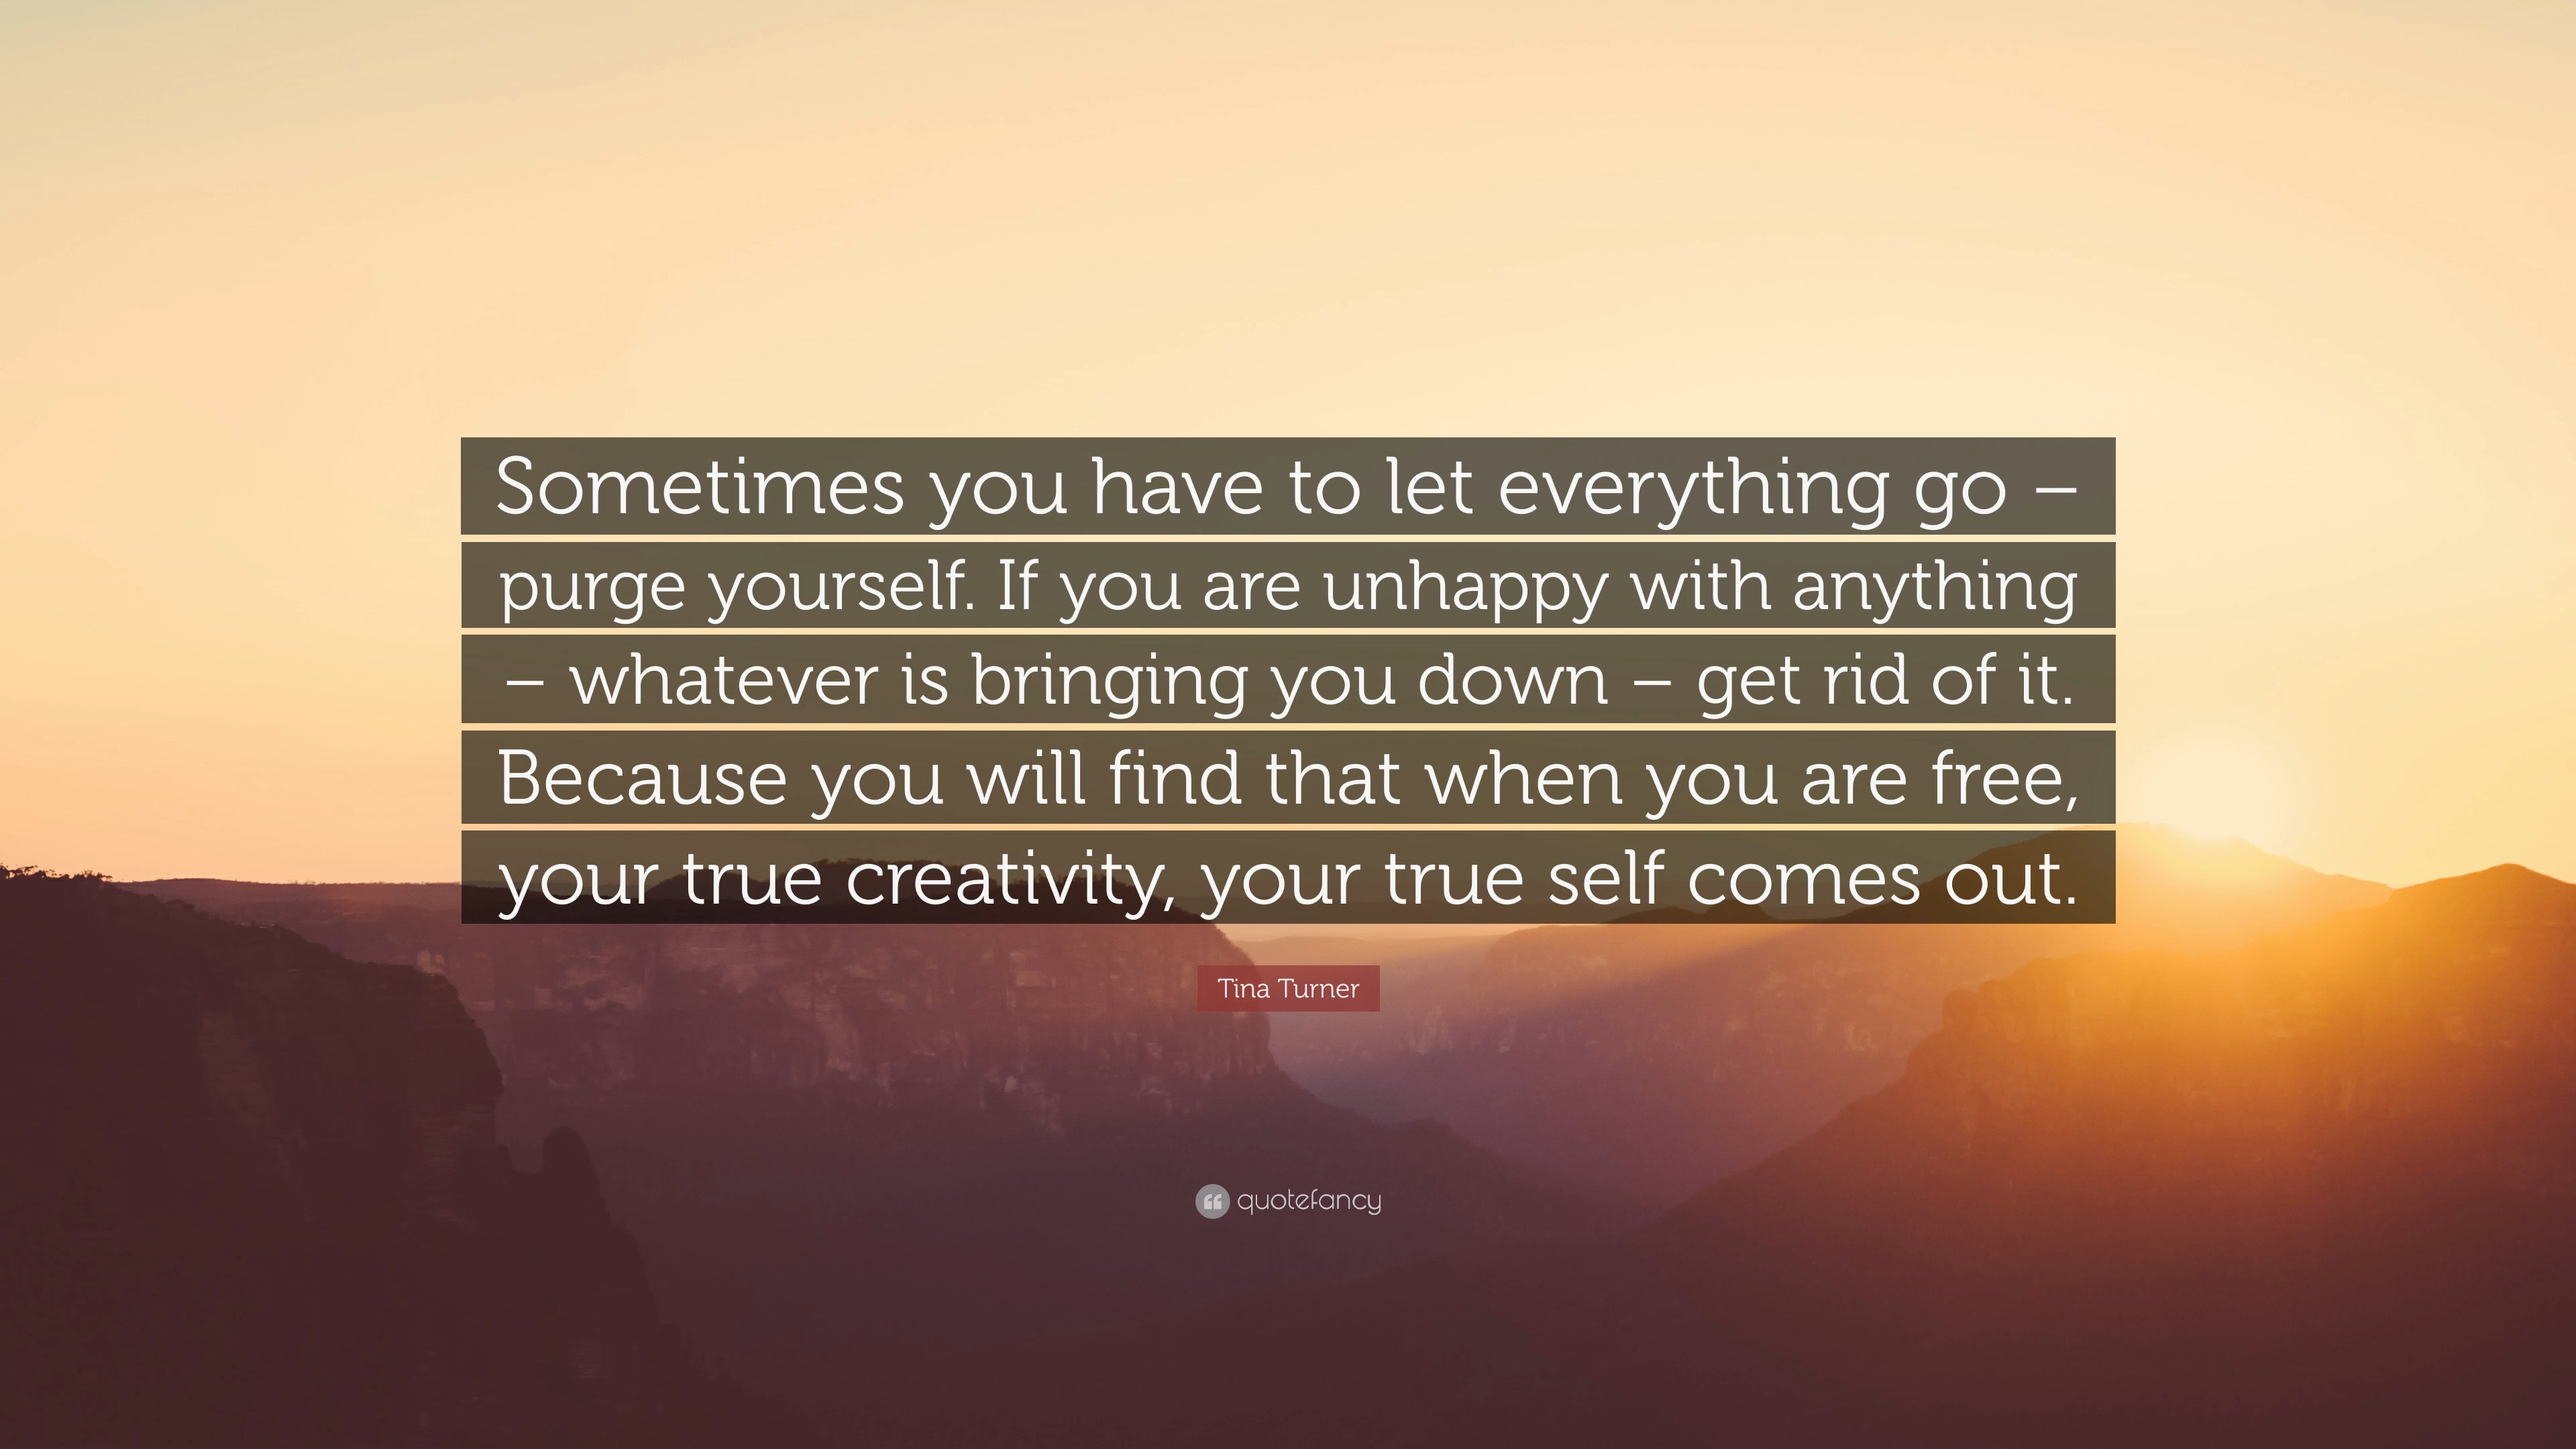 Sometimes you have to let everything go –
purge yourself. If you are unhappy with anything
– whatever is bringing you down – get rid of it.
Because you will find that when you are free,
your true creativity, your true self comes out.
Tina Turner
quotefancy